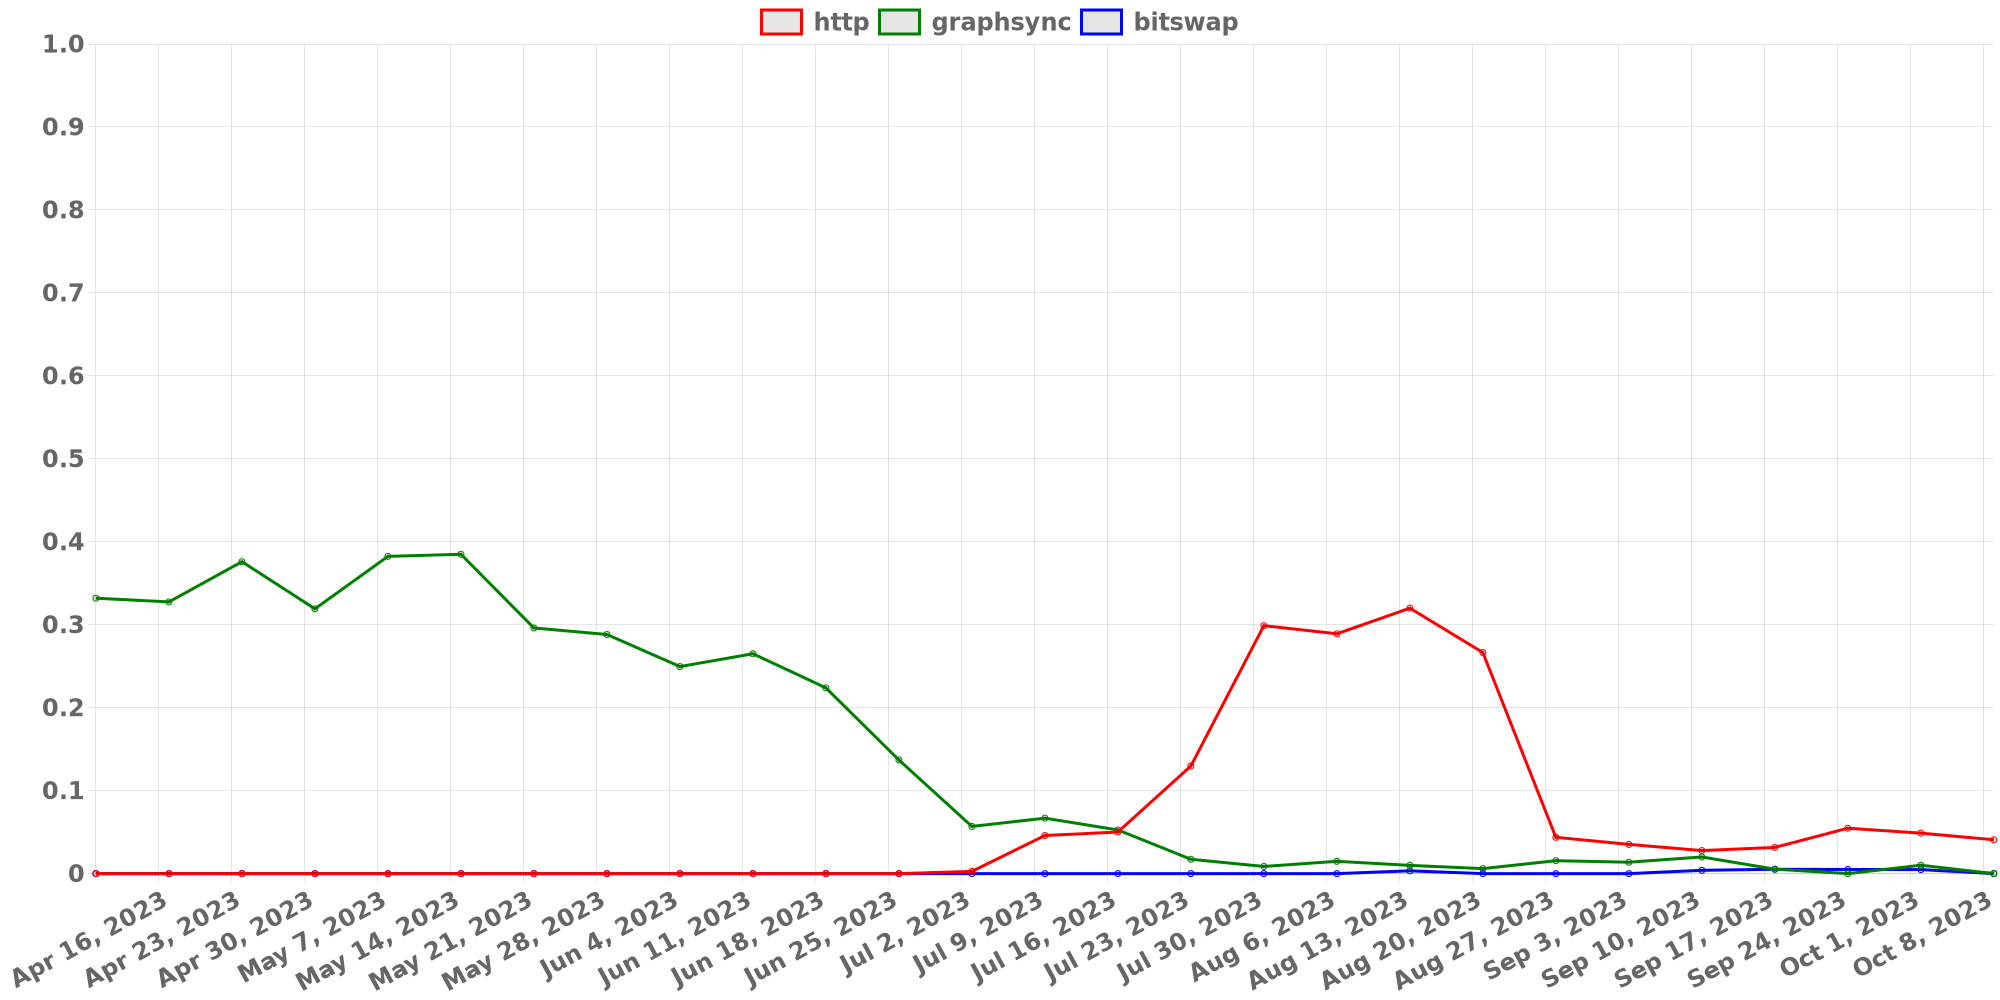 http graphsync bitswap
1.0
0.9
0.8
0.7
0.6
0.5
0.4
0.3
0.2
0.1
0
Apr 16, 2023
Apr 23, 2023
Apr 30, 2023
May 7, 2023
May 14, 2023
May 21, 2023
May 28, 2023
Jun 4, 2023
Jun 11, 2023
Jun 18, 2023
Jun 25, 2023
Jul 2, 2023
Jul 9, 2023
Jul 16, 2023
Jul 23, 2023
Jul 30, 2023
Aug 6, 2023
Aug 13, 2023
Aug 20, 2023
Aug 27, 2023
Sep 3, 2023
Sep 10, 2023
Sep 17, 2023
Sep 24, 2023
Oct 1, 2023
Oct 8, 2023